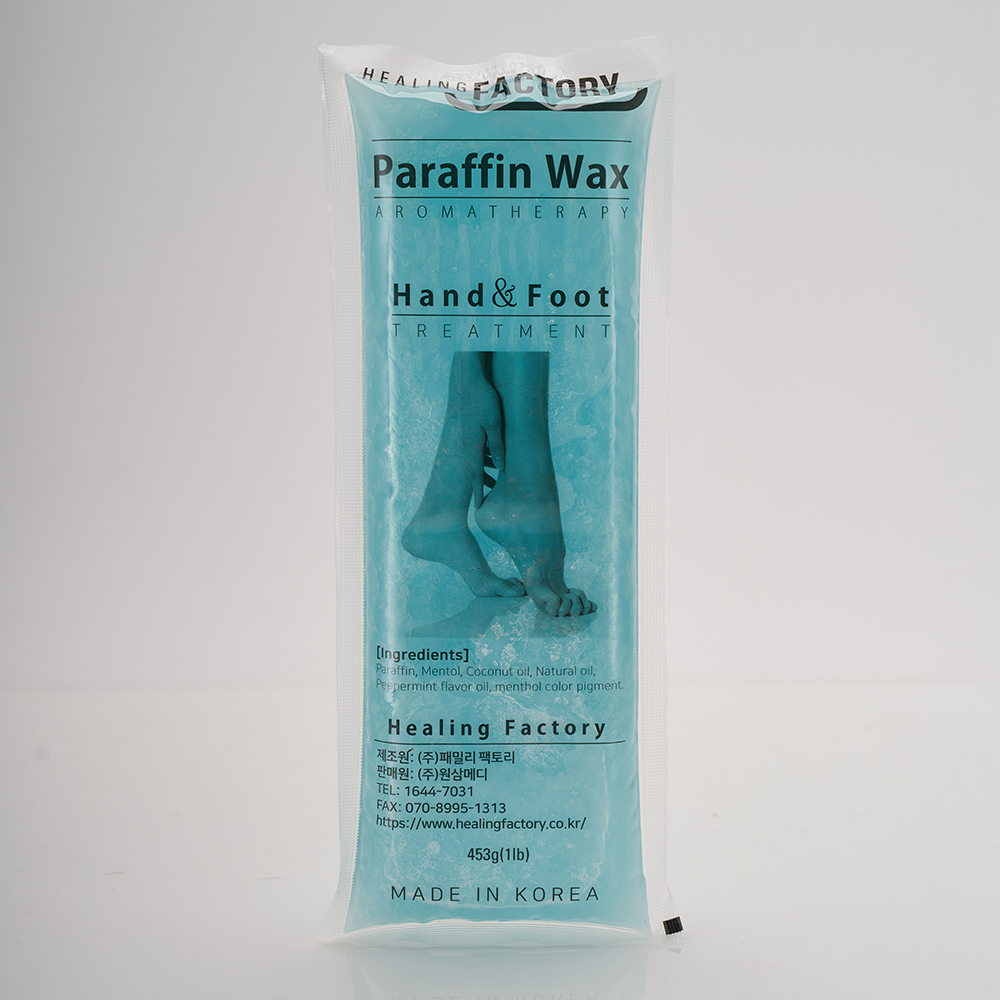 HEALING FACTORY
Paraffin Wax
AROMATHERAPY
Hand & Foot
TREATMENT
[Ingredients]
Paraffin, Mentol, Coconut oil, Natural oil,
Peppermint flavor oil, menthol color pigment.
Healing Factory
제조원: (주)패밀리 팩토리
판매원: (주)원삼메디
TEL: 1644-7031
FAX: 070-8995-1313
https://www.healingfactory.co.kr/
453g(1lb)
MADE IN KOREA